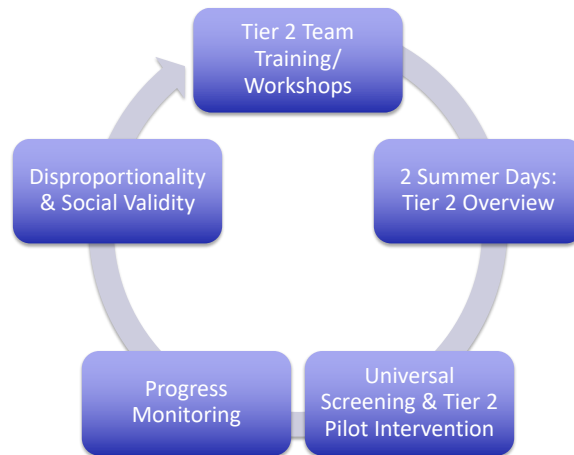 Tier 2 Team
Training/
Workshops
2 Summer Days:
Tier 2 Overview
Universal
Screening & Tier 2
Pilot Intervention
Progress
Monitoring
Disproportionality
& Social Validity